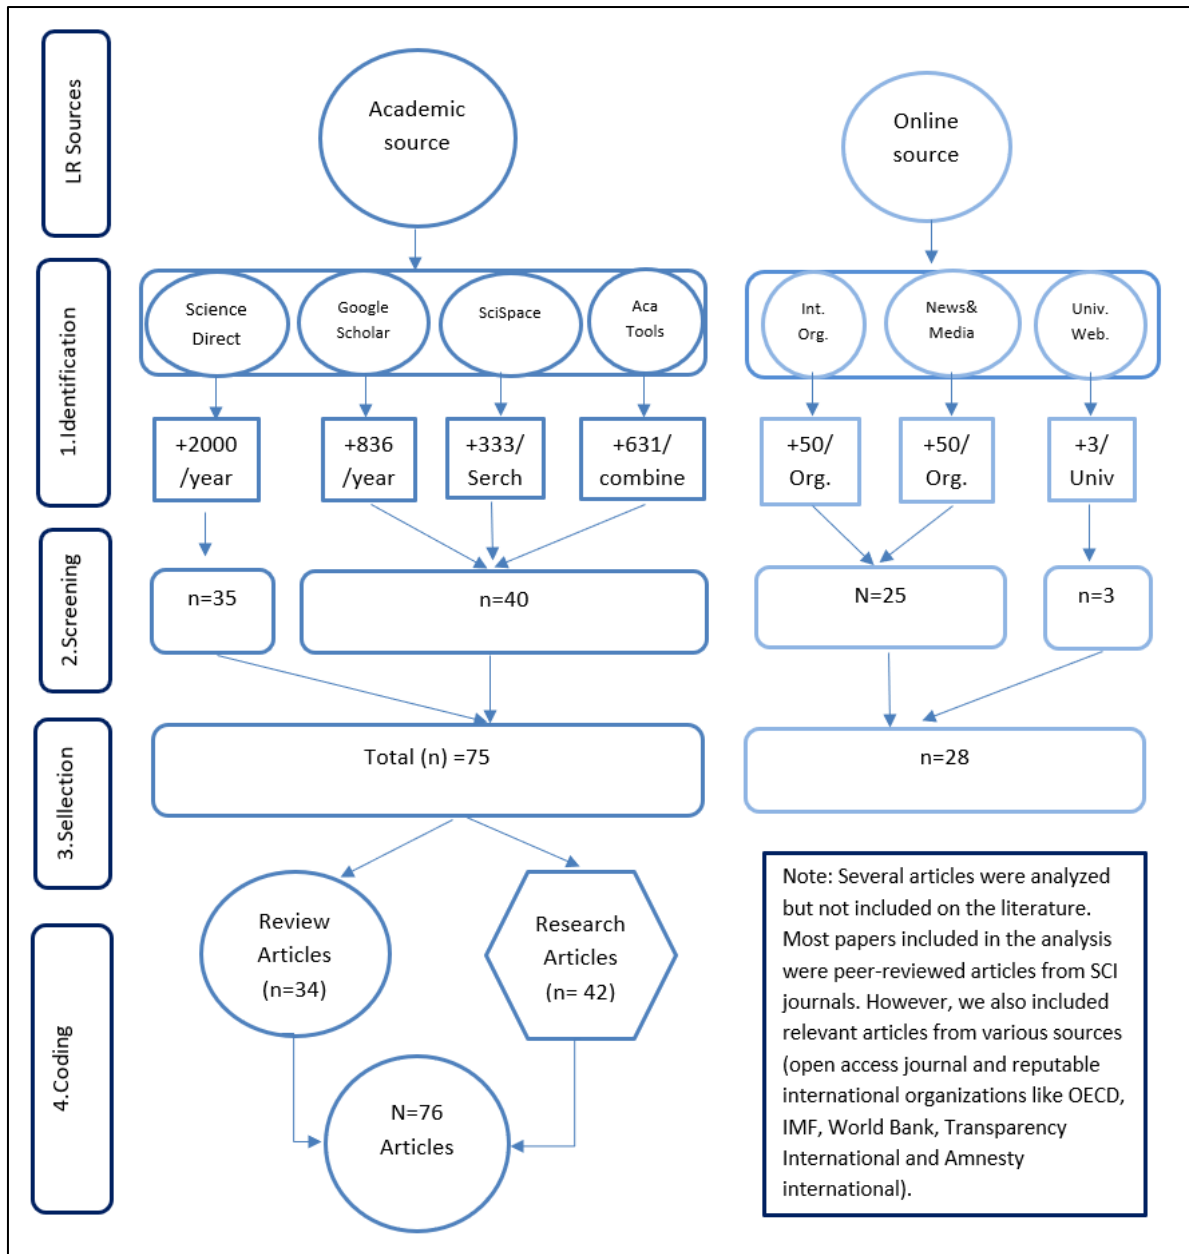 LR Sources
Academic
source
Online
source
1.Identification
Science
Direct
Google
Scholar
SciSpace
Aca
Tools
Int.
Org.
News&
Media
Univ.
Web.
+2000
/year
+836
/year
+333/
Serch
+631/
combine
+50/
Org.
+50/
Org.
+3/
Univ
2.Screening
n=35
n=40
N=25
n=3
3.Sellection
Total (n) =75
n=28
4.Coding
Review
Articles
(n=34)
Research
Articles
(n= 42)
N=76
Articles
Note: Several articles were analyzed
but not included on the literature.
Most papers included in the analysis
were peer-reviewed articles from SCI
journals. However, we also included
relevant articles from various sources
(open access journal and reputable
international organizations like OECD,
IMF, World Bank, Transparency
International and Amnesty
international).